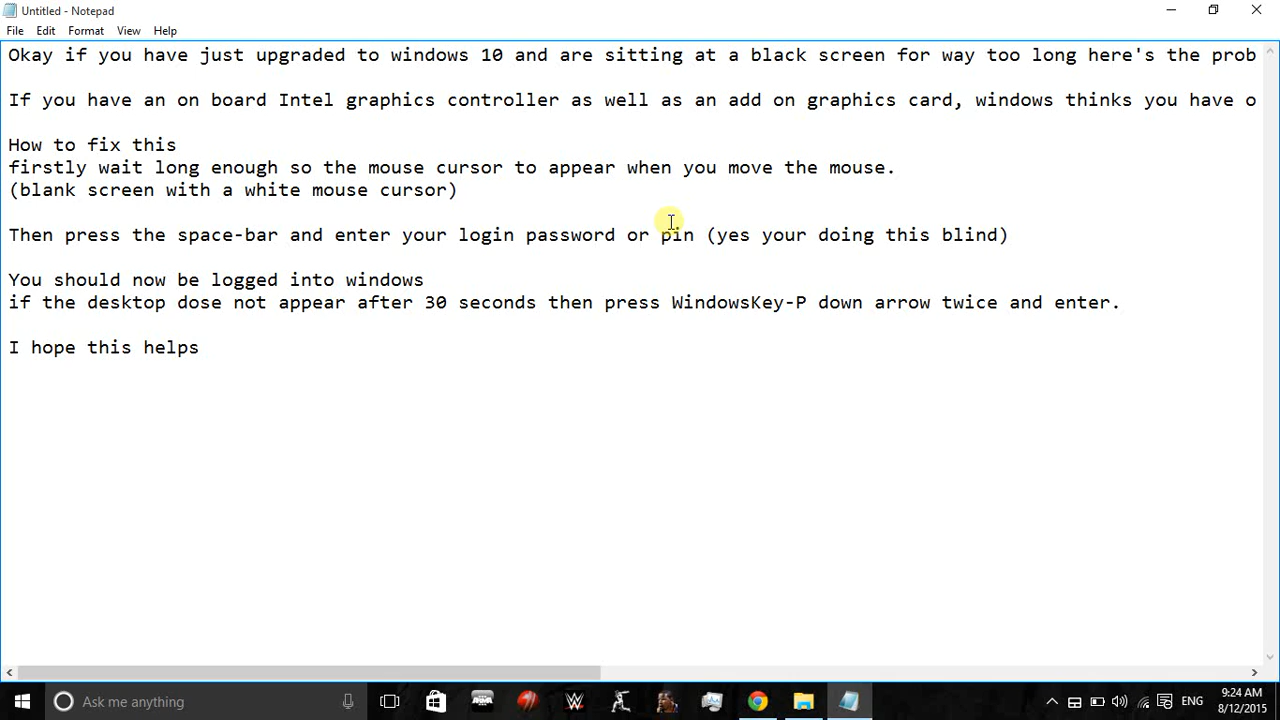 Untitled - Notepad
File Edit Format View Help
Okay if you have just upgraded to windows 10 and are sitting at a black screen for way too long here's the prob
If you have an on board Intel graphics controller as well as an add on graphics card, windows thinks you have o
How to fix this
firstly wait long enough so the mouse cursor to appear when you move the mouse.
(blank screen with a white mouse cursor)
Then press the space-bar and enter your login password or pin (yes your doing this blind)
You should now be logged into windows
if the desktop dose not appear after 30 seconds then press WindowsKey-P down arrow twice and enter.
I hope this helps
Ask me anything
ENG
9:24 AM
8/12/2015